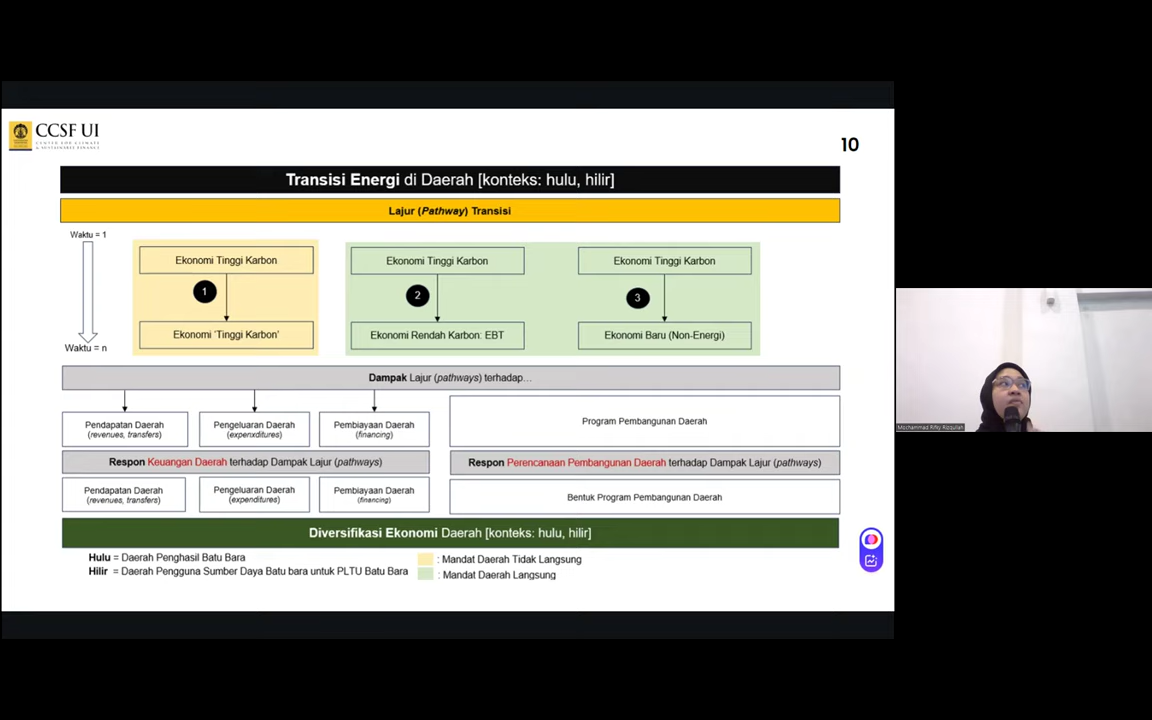 CCSF UI
CENTER FOR CLIMATE
& SUSTAINABLE FINANCE
10
Transisi Energi di Daerah [konteks: hulu, hilir]
Lajur (Pathway) Transisi
Waktu = 1
Waktu = n
Ekonomi Tinggi Karbon
1
Ekonomi 'Tinggi Karbon'
Ekonomi Tinggi Karbon
2
Ekonomi Rendah Karbon: EBT
Ekonomi Tinggi Karbon
3
Ekonomi Baru (Non-Energi)
Dampak Lajur (pathways) terhadap...
Pendapatan Daerah
(revenues, transfers)
Pengeluaran Daerah
(expenxditures)
Pembiayaan Daerah
(financing)
Program Pembangunan Daerah
Respon Keuangan Daerah terhadap Dampak Lajur (pathways)
Respon Perencanaan Pembangunan Daerah terhadap Dampak Lajur (pathways)
Pendapatan Daerah
(revenues, transfers)
Pengeluaran Daerah
(expenditures)
Pembiayaan Daerah
(financing)
Bentuk Program Pembangunan Daerah
Diversifikasi Ekonomi Daerah [konteks: hulu, hilir]
Hulu = Daerah Penghasil Batu Bara
Hilir = Daerah Pengguna Sumber Daya Batu bara untuk PLTU Batu Bara
: Mandat Daerah Tidak Langsung
: Mandat Daerah Langsung